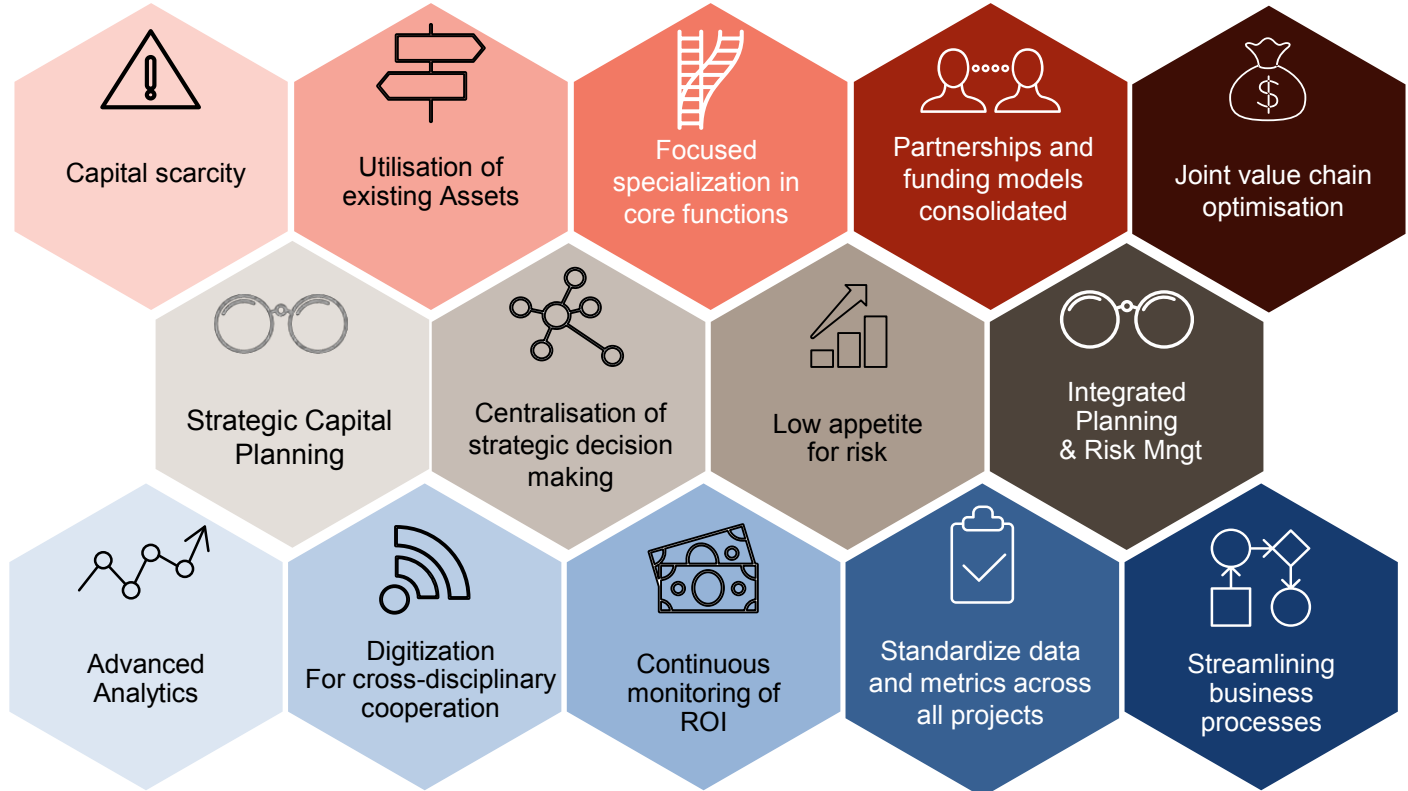 Capital scarcity
Utilisation of
existing Assets
Focused
specialization in
core functions
Partnerships and
funding models
consolidated
$
Joint value chain
optimisation
Strategic Capital
Planning
Centralisation of
strategic decision
making
Low appetite
for risk
Integrated
Planning
& Risk Mngt
Advanced
Analytics
Digitization
For cross-disciplinary
cooperation
Continuous
monitoring of
ROI
Standardize data
and metrics across
all projects
Streamlining
business
processes